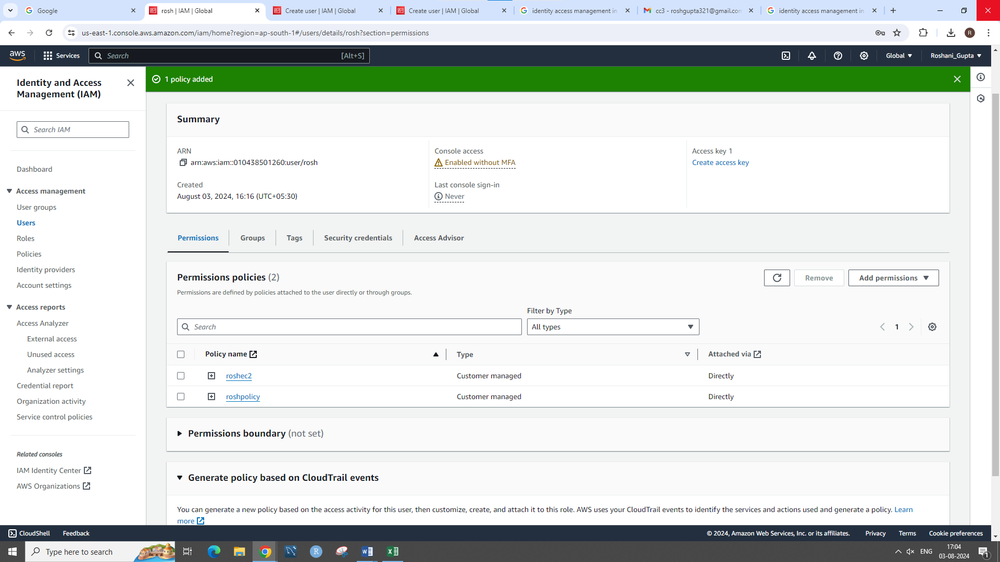 Google
rosh | IAM | Global
Create user | IAM | Global
Create user | IAM | Global
identity access management in
cc3 - roshgupta321@gmail.com
identity access management in
us-east-1.console.aws.amazon.com/iam/home?region=ap-south-1#/users/details/rosh?section=permissions
R
aws
Services
Search
[Alt+S]
Global
Roshani_Gupta
Identity and Access
Management (IAM)
Search IAM
Dashboard
Access management
User groups
Users
Roles
Policies
Identity providers
Account settings
Access reports
Access Analyzer
External access
Unused access
Analyzer settings
Credential report
Organization activity
Service control policies
Related consoles
IAM Identity Center
AWS Organizations
1 policy added
Summary
ARN
arn:aws:iam::010438501260:user/rosh
Console access
Enabled without MFA
Access key 1
Create access key
Created
August 03, 2024, 16:16 (UTC+05:30)
Last console sign-in
Never
Permissions
Groups
Tags
Security credentials
Access Advisor
Permissions policies (2)
Permissions are defined by policies attached to the user directly or through groups.
Remove
Add permissions
Filter by Type
Search
All types
1
Policy name
Type
Attached via
roshec2
Customer managed
Directly
roshpolicy
Customer managed
Directly
Permissions boundary (not set)
Generate policy based on CloudTrail events
You can generate a new policy based on the access activity for this user, then customize, create, and attach it to this role. AWS uses your CloudTrail events to identify the services and actions used and generate a policy. Learn
more
CloudShell
Feedback
© 2024, Amazon Web Services, Inc. or its affiliates.
Privacy
Terms
Cookie preferences
Type here to search
R
ENG
17:04
03-08-2024
1